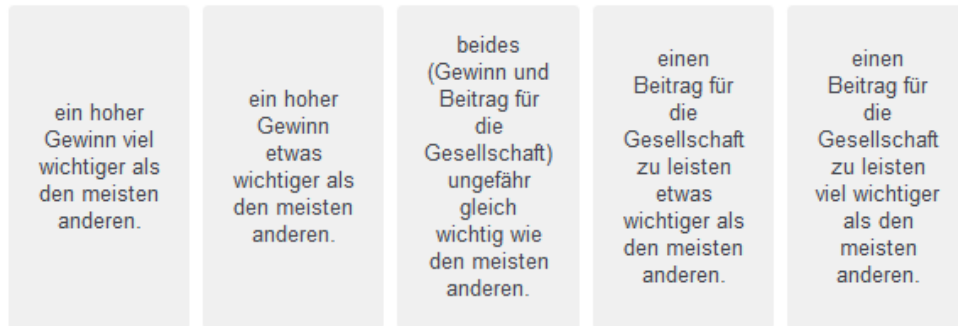 ein hoher
Gewinn viel
wichtiger als
den meisten
anderen.
ein hoher
Gewinn
etwas
wichtiger als
den meisten
anderen.
beides
(Gewinn und
Beitrag für
die
Gesellschaft)
ungefähr
gleich
wichtig wie
den meisten
anderen.
einen
Beitrag für
die
Gesellschaft
zu leisten
etwas
wichtiger als
den meisten
anderen.
einen
Beitrag für
die
Gesellschaft
zu leisten
viel wichtiger
als den
meisten
anderen.